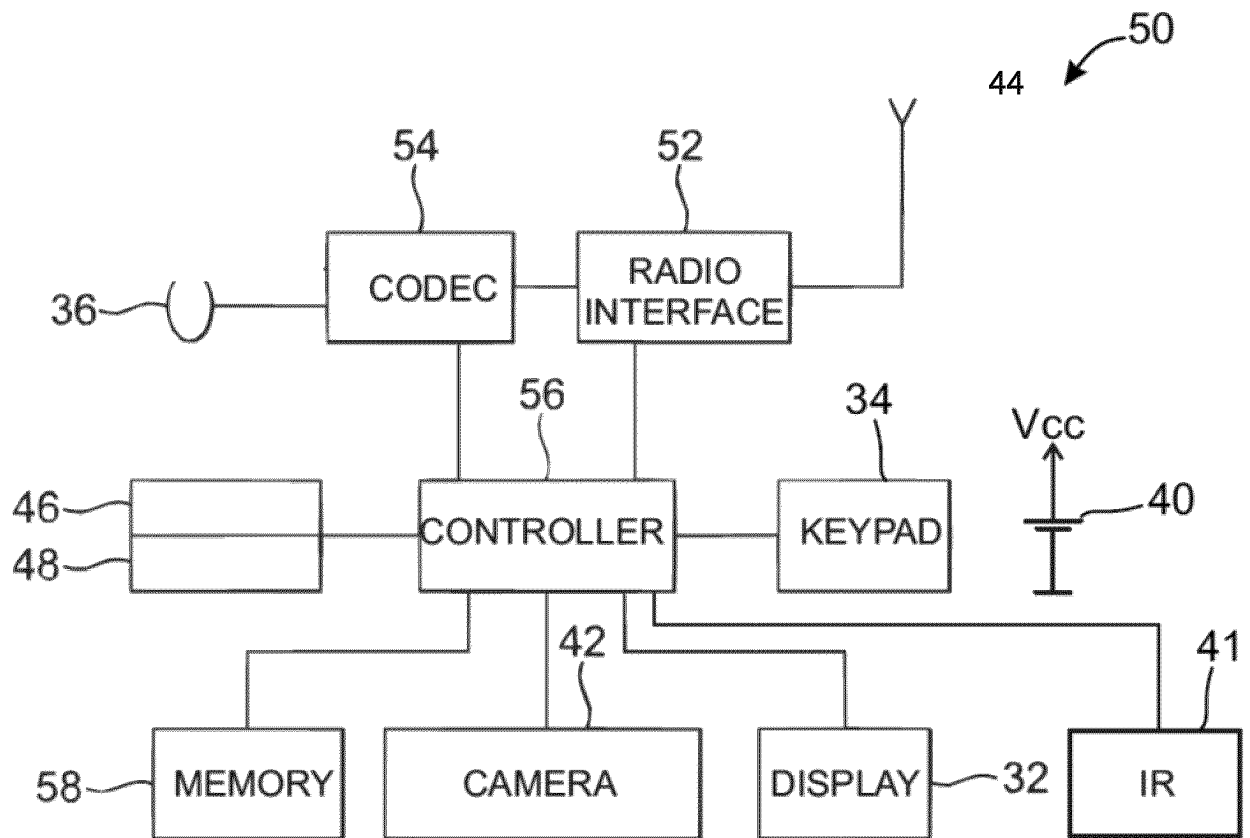 50
44
54
52
CODEC
RADIO
INTERFACE
36
56
34
Vcc
46
48
CONTROLLER
KEYPAD
40
42
41
58
MEMORY
CAMERA
DISPLAY
32
IR